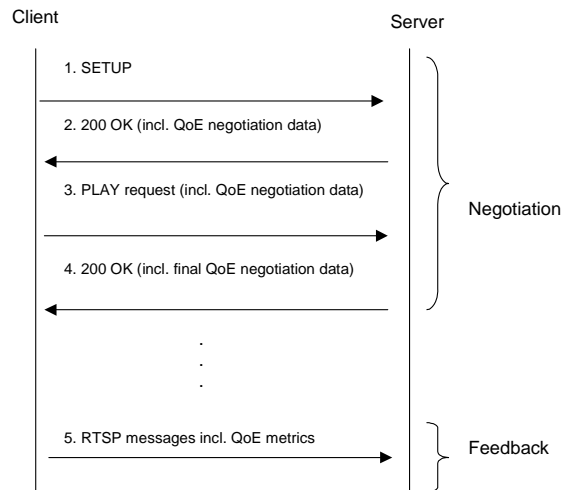 Client
Server
1. SETUP
2. 200 OK (incl. QoE negotiation data)
3. PLAY request (incl. QoE negotiation data)
Negotiation
4. 200 OK (incl. final QoE negotiation data)
.
.
.
5. RTSP messages incl. QoE metrics
Feedback